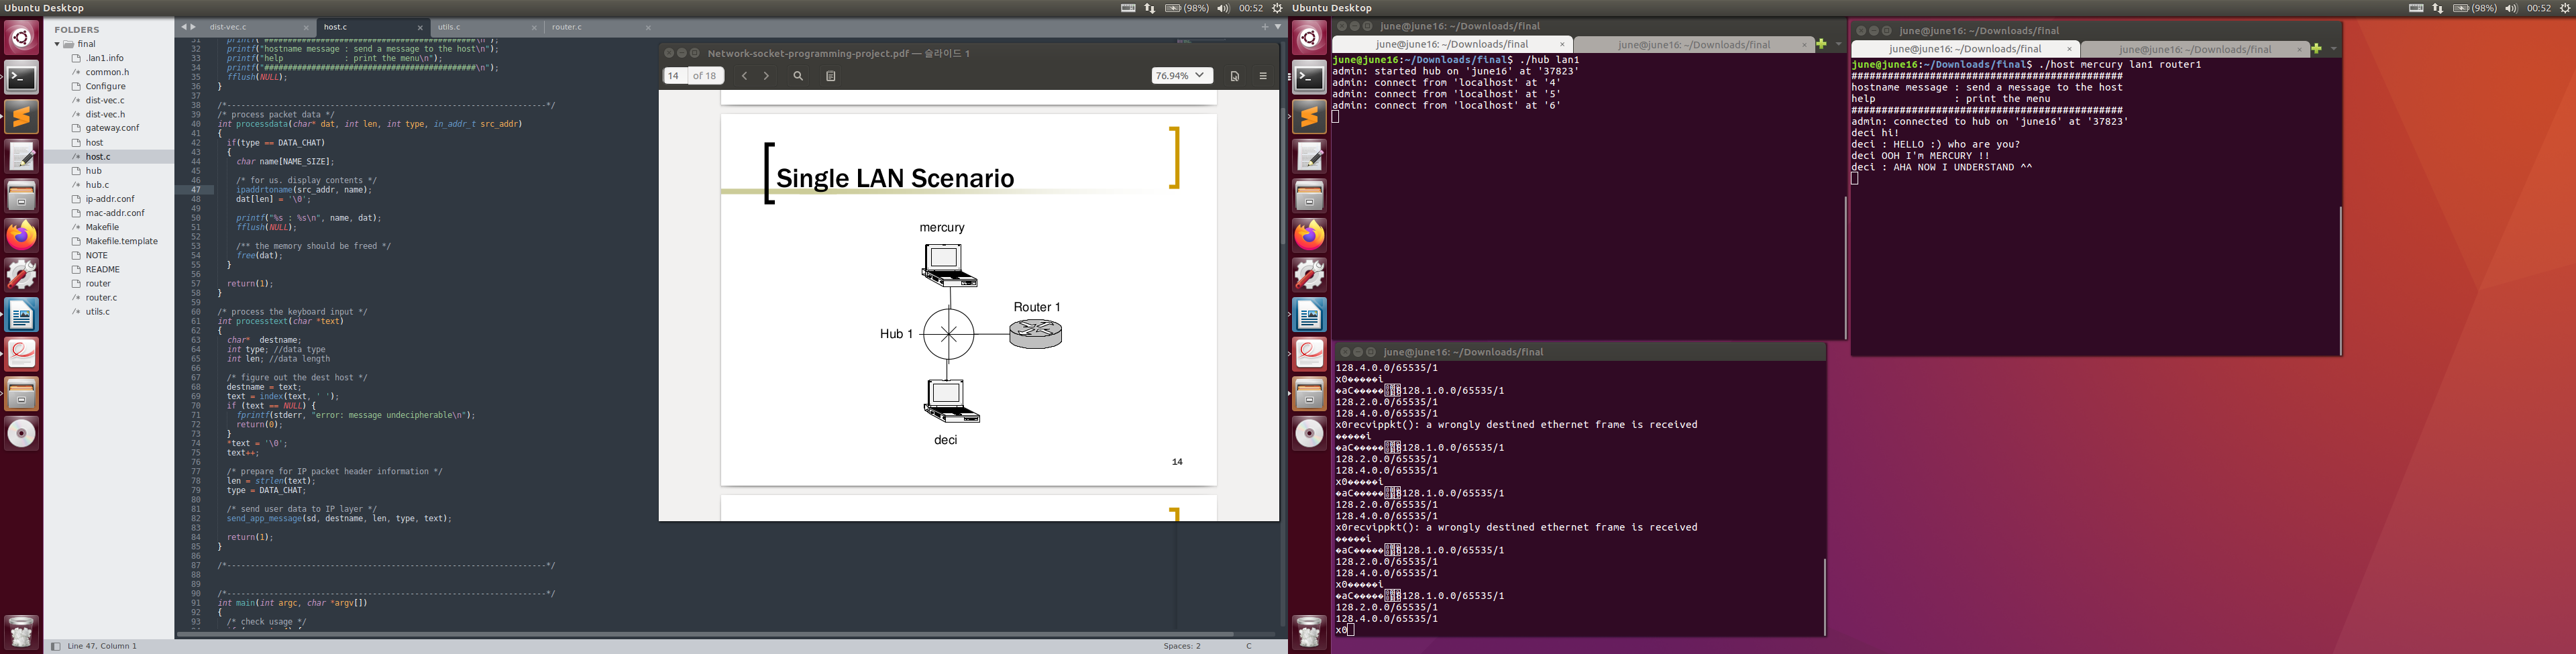 Ubuntu Desktop
(98%)
00:52
FOLDERS
final
.lan1.info
common.h
Configure
dist-vec.c
dist-vec.h
gateway.conf
host
host.c
hub
hub.c
ip-addr.conf
mac-addr.conf
Makefile
Makefile.template
NOTE
README
router
router.c
utils.c
dist-vec.c
host.c
utils.c
router.c
32 printf("hostname message : send a message to the host\n");
33 printf("help             : print the menu\n");
34 printf("#############################################\n");
35 fflush(NULL);
36 }
37
38 /*---------------------------------------------------------------*/
39 /* process packet data */
40 int processdata(char* dat, int len, int type, in_addr_t src_addr)
41 {
42 if(type == DATA_CHAT)
43 {
44 char name[NAME_SIZE];
45
46 /* for us. display contents */
47 ipaddrtoname(src_addr, name);
48 dat[len] = '\0';
49
50 printf("%s : %s\n", name, dat);
51 fflush(NULL);
52
53 /** the memory should be freed */
54 free(dat);
55 }
56
57 return(1);
58 }
59
60 /* process the keyboard input */
61 int processtext(char *text)
62 {
63 char*  destname;
64 int type; //data type
65 int len; //data length
66
67 /* figure out the dest host */
68 destname = text;
69 text = index(text, ' ');
70 if (text == NULL) {
71 fprintf(stderr, "error: message undecipherable\n");
72 return(0);
73 }
74 *text = '\0';
75 text++;
76
77 /* prepare for IP packet header information */
78 len = strlen(text);
79 type = DATA_CHAT;
80
81 /* send user data to IP layer */
82 send_app_message(sd, destname, len, type, text);
83
84 return(1);
85 }
86
87 /*---------------------------------------------------------------*/
88
89
90 /*---------------------------------------------------------------*/
91 int main(int argc, char *argv[])
92 {
93 /* check usage */
Line 47, Column 1
Spaces: 2
C
Network-socket-programming-project.pdf — 슬라이드 1
14 of 18
76.94%
Single LAN Scenario
mercury
Router 1
Hub 1
deci
14
Ubuntu Desktop
(98%)
00:52
june@june16: ~/Downloads/final
june@june16: ~/Downloads/final
june@june16: ~/Downloads/final
june@june16:~/Downloads/final$ ./hub lan1
admin: started hub on 'june16' at '37823'
admin: connect from 'localhost' at '4'
admin: connect from 'localhost' at '5'
admin: connect from 'localhost' at '6'
june@june16: ~/Downloads/final
june@june16: ~/Downloads/final
june@june16: ~/Downloads/final
june@june16:~/Downloads/final$ ./host mercury lan1 router1
#############################################
hostname message : send a message to the host
help             : print the menu
#############################################
admin: connected to hub on 'june16' at '37823'
deci hi!
deci : HELLO :) who are you?
deci OOH I'm MERCURY !!
deci : AHA NOW I UNDERSTAND ^^
june@june16: ~/Downloads/final
128.4.0.0/65535/1
x0�����i
�aC�����128.1.0.0/65535/1
128.2.0.0/65535/1
128.4.0.0/65535/1
x0recvippkt(): a wrongly destined ethernet frame is received
�����i
�aC�����128.1.0.0/65535/1
128.2.0.0/65535/1
128.4.0.0/65535/1
x0�����i
�aC�����128.1.0.0/65535/1
128.2.0.0/65535/1
128.4.0.0/65535/1
x0recvippkt(): a wrongly destined ethernet frame is received
�����i
�aC�����128.1.0.0/65535/1
128.2.0.0/65535/1
128.4.0.0/65535/1
x0�����i
�aC�����128.1.0.0/65535/1
128.2.0.0/65535/1
128.4.0.0/65535/1
x0